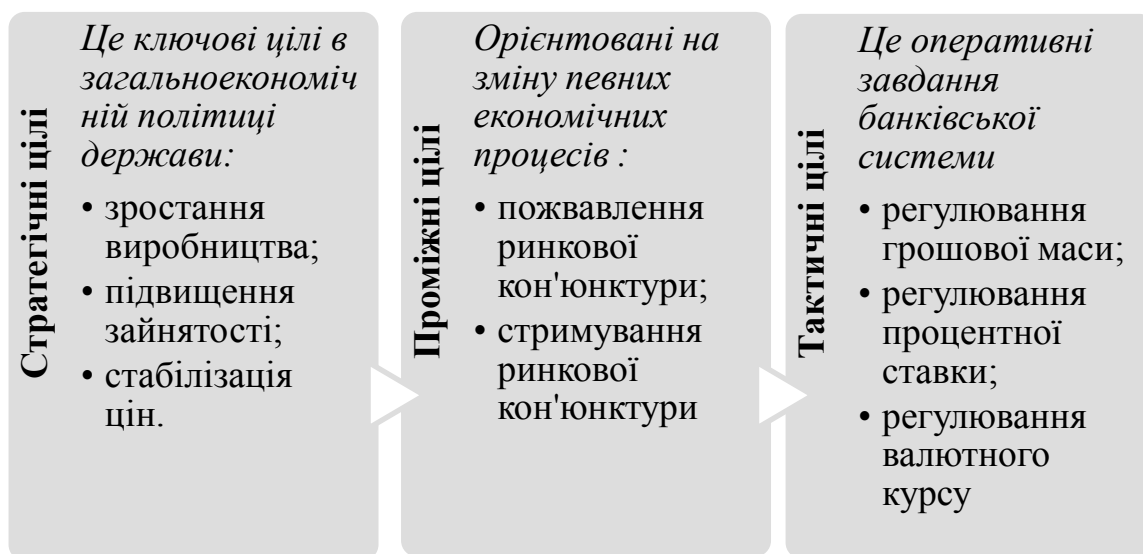 Стратегічні цілі
Це ключові цілі в
загальноекономіч
ній політиці
держави:
• зростання
виробництва;
• підвищення
зайнятості;
• стабілізація
цін.
Проміжні цілі
Орієнтовані на
зміну певних
економічних
процесів :
• пожвавлення
ринкової
кон'юнктури;
• стримування
ринкової
кон'юнктури
Тактичні цілі
Це оперативні
завдання
банківської
системи
• регулювання
грошової маси;
• регулювання
процентної
ставки;
• регулювання
валютного
курсу